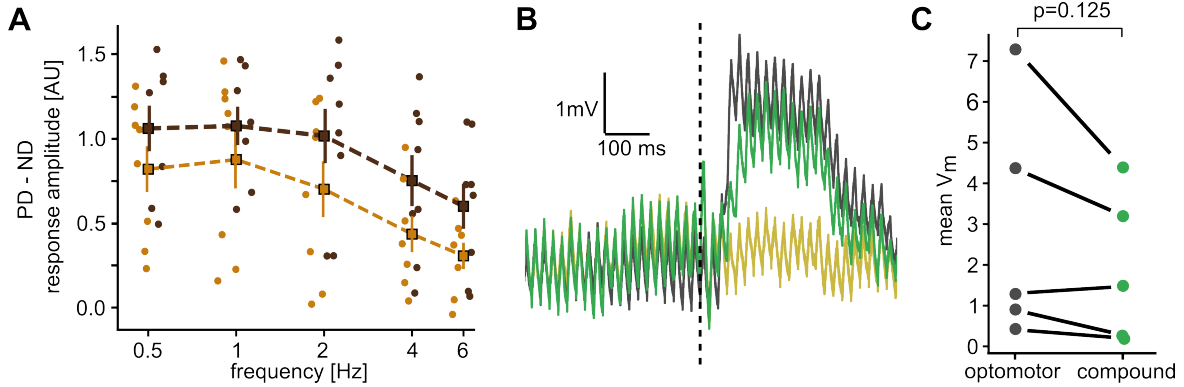 A
PD - ND
response amplitude [AU]
1.5
1.0
0.5
0.0
0.5
1
2
4
6
frequency [Hz]
B
1mV
100 ms
C
p=0.125
mean Vm
7
6
5
4
3
2
1
0
optomotor
compound